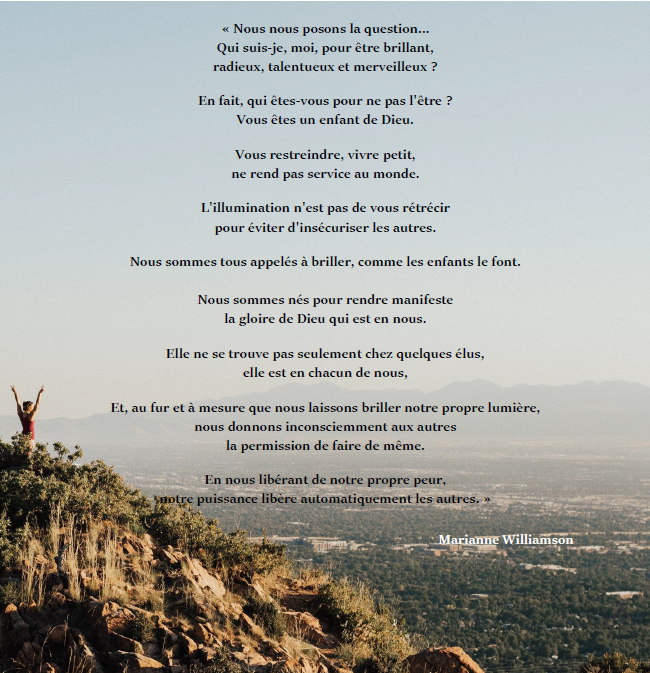 « Nous nous posons la question...
Qui suis-je, moi, pour être brillant,
radieux, talentueux et merveilleux ?
En fait, qui êtes-vous pour ne pas l'être ?
Vous êtes un enfant de Dieu.
Vous restreindre, vivre petit,
ne rend pas service au monde.
L'illumination n'est pas de vous rétrécir
pour éviter d'insécuriser les autres.
Nous sommes tous appelés à briller, comme les enfants le font.
Nous sommes nés pour rendre manifeste
la gloire de Dieu qui est en nous.
Elle ne se trouve pas seulement chez quelques élus,
elle est en chacun de nous,
Et, au fur et à mesure que nous laissons briller notre propre lumière,
nous donnons inconsciemment aux autres
la permission de faire de même.
En nous libérant de notre propre peur,
notre puissance libère automatiquement les autres. »
Marianne Williamson